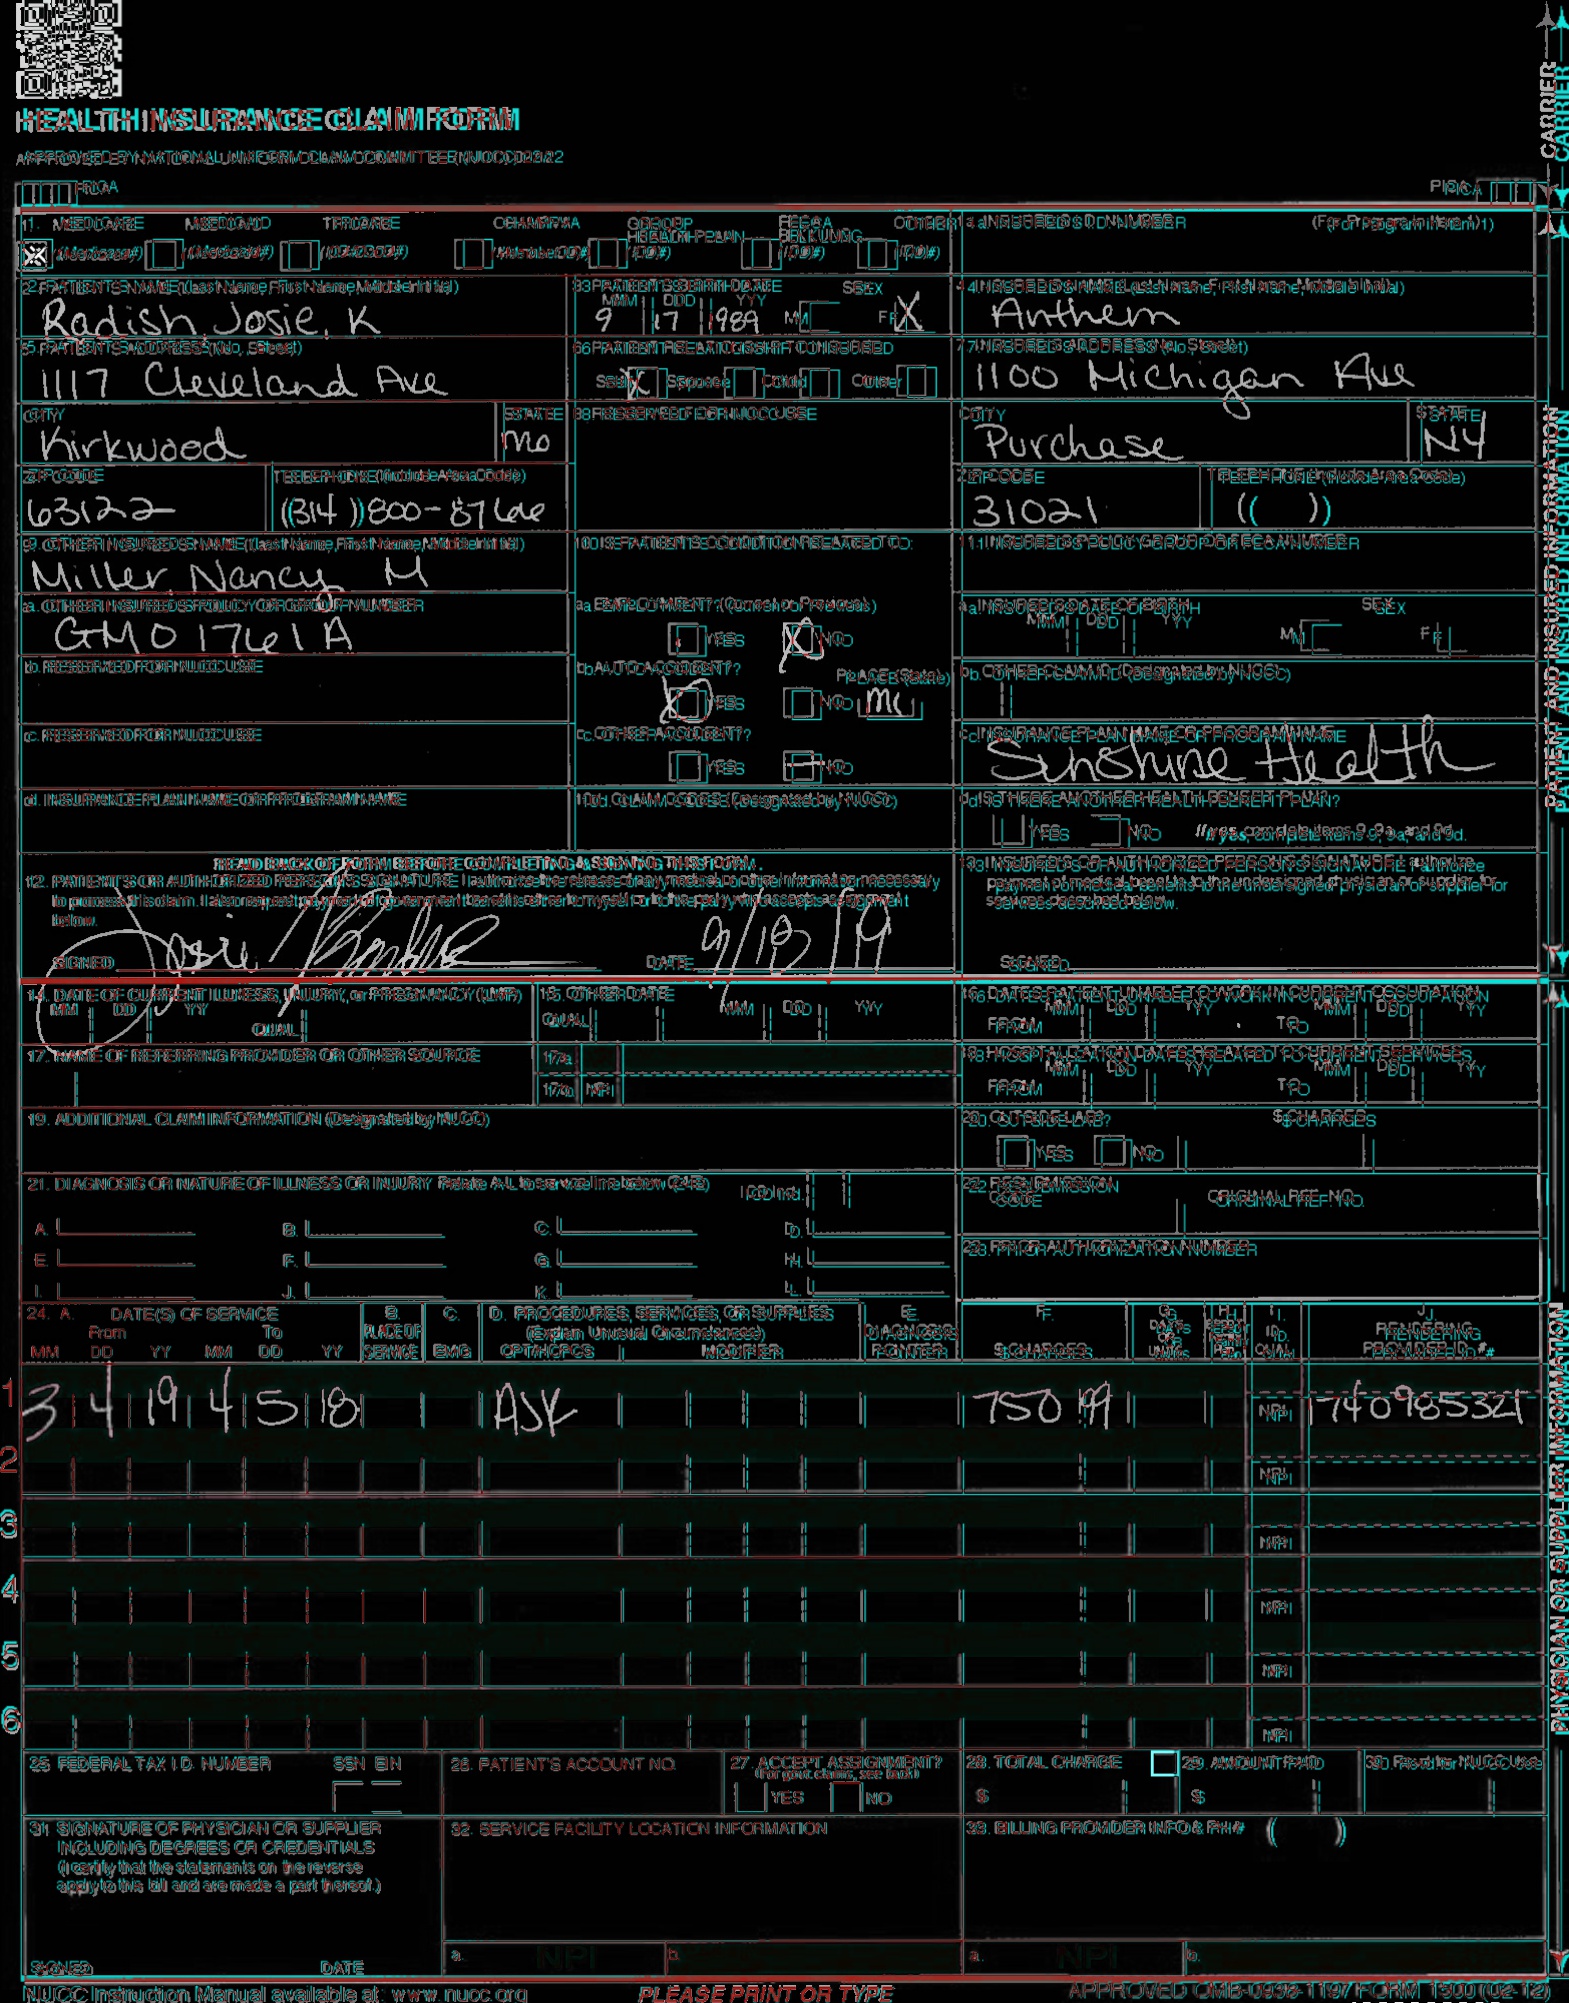 HEALTH INSURANCE CLAIM FORM
APPROVED BY NATIONAL UNIFORM CLAIM COMMITTEE (NUCC) 02/12
PICA
PICA
CARRIER
CARRIER
1. MEDICARE MEDICAID TRICARE CHAMPVA GROUP HEALTH PLAN FECA BLK LUNG OTHER
1a. INSURED'S I.D. NUMBER (For Program in Item 1)
2. PATIENT'S NAME (Last Name, First Name, Middle Initial)
Radish, Josie, K
3. PATIENT'S BIRTH DATE SEX
MM DD YY
9 17 1989 M F X
4. INSURED'S NAME (Last Name, First Name, Middle Initial)
Anthem
5. PATIENT'S ADDRESS (No., Street)
1117 Cleveland Ave
6. PATIENT RELATIONSHIP TO INSURED
Self X Spouse Child Other
7. INSURED'S ADDRESS (No., Street)
1100 Michigan Ave
CITY STATE
Kirkwood Mo
8. RESERVED FOR NUCC USE
CITY STATE
Purchase NY
ZIP CODE TELEPHONE (Include Area Code)
63122 (314) 800-8766
ZIP CODE TELEPHONE (Include Area Code)
31021 ( )
9. OTHER INSURED'S NAME (Last Name, First Name, Middle Initial)
Miller, Nancy M
10. IS PATIENT'S CONDITION RELATED TO:
11. INSURED'S POLICY GROUP OR FECA NUMBER
a. OTHER INSURED'S POLICY OR GROUP NUMBER
GM01761A
a. EMPLOYMENT? (Current or Previous)
YES NO
a. INSURED'S DATE OF BIRTH SEX
MM DD YY M F
b. RESERVED FOR NUCC USE
b. AUTO ACCIDENT? PLACE (State)
YES NO
b. OTHER CLAIM ID (Designated by NUCC)
c. RESERVED FOR NUCC USE
c. OTHER ACCIDENT?
YES NO
c. INSURANCE PLAN NAME OR PROGRAM NAME
Sunshine Health
d. INSURANCE PLAN NAME OR PROGRAM NAME
10d. CLAIM CODES (Designated by NUCC)
d. IS THERE ANOTHER HEALTH BENEFIT PLAN?
YES NO If yes, complete items 9, 9a, and 9d.
READ BACK OF FORM BEFORE COMPLETING & SIGNING THIS FORM.
12. PATIENT'S OR AUTHORIZED PERSON'S SIGNATURE I authorize the release of any medical or other information necessary
to process this claim. I also request payment of government benefits either to myself or to the party who accepts assignment
below.
SIGNED Josie DATE 9/18/19
13. INSURED'S OR AUTHORIZED PERSON'S SIGNATURE I authorize
payment of medical benefits to the undersigned physician or supplier for
services described below.
SIGNED
PATIENT AND INSURED INFORMATION
PATIENT AND INSURED INFORMATION
14. DATE OF CURRENT ILLNESS, INJURY, or PREGNANCY (LMP)
MM DD YY QUAL.
15. OTHER DATE
QUAL. MM DD YY
16. DATES PATIENT UNABLE TO WORK IN CURRENT OCCUPATION
FROM MM DD YY TO MM DD YY
17. NAME OF REFERRING PROVIDER OR OTHER SOURCE
17a.
17b. NPI
18. HOSPITALIZATION DATES RELATED TO CURRENT SERVICES
FROM MM DD YY TO MM DD YY
19. ADDITIONAL CLAIM INFORMATION (Designated by NUCC)
20. OUTSIDE LAB? $ CHARGES
YES NO
21. DIAGNOSIS OR NATURE OF ILLNESS OR INJURY Relate A-L to service line below (24E) ICD Ind.
A. B. C. D.
E. F. G. H.
I. J. K. L.
22. RESUBMISSION CODE ORIGINAL REF. NO.
23. PRIOR AUTHORIZATION NUMBER
24. A. DATE(S) OF SERVICE
From To
MM DD YY MM DD YY
B. PLACE OF SERVICE
C. EMG
D. PROCEDURES, SERVICES, OR SUPPLIES
(Explain Unusual Circumstances)
CPT/HCPCS MODIFIER
E. DIAGNOSIS POINTER
F. $ CHARGES
G. DAYS OR UNITS
H. EPSDT Family Plan
I. ID. QUAL.
J. RENDERING PROVIDER ID. #
1 3 4 19 4 5 18 750 99 NPI 1740985321
2 NPI
3 NPI
4 NPI
5 NPI
6 NPI
PHYSICIAN OR SUPPLIER INFORMATION
PHYSICIAN OR SUPPLIER INFORMATION
25. FEDERAL TAX I.D. NUMBER SSN EIN
26. PATIENT'S ACCOUNT NO.
27. ACCEPT ASSIGNMENT?
(For govt. claims, see back)
YES NO
28. TOTAL CHARGE
$
29. AMOUNT PAID
$
30. Rsvd for NUCC Use
31. SIGNATURE OF PHYSICIAN OR SUPPLIER
INCLUDING DEGREES OR CREDENTIALS
(I certify that the statements on the reverse
apply to this bill and are made a part thereof.)
SIGNED DATE
32. SERVICE FACILITY LOCATION INFORMATION
a. NPI b.
33. BILLING PROVIDER INFO & PH # ( )
a. NPI b.
NUCC Instruction Manual available at: www.nucc.org
PLEASE PRINT OR TYPE
APPROVED OMB-0938-1197 FORM 1500 (02-12)